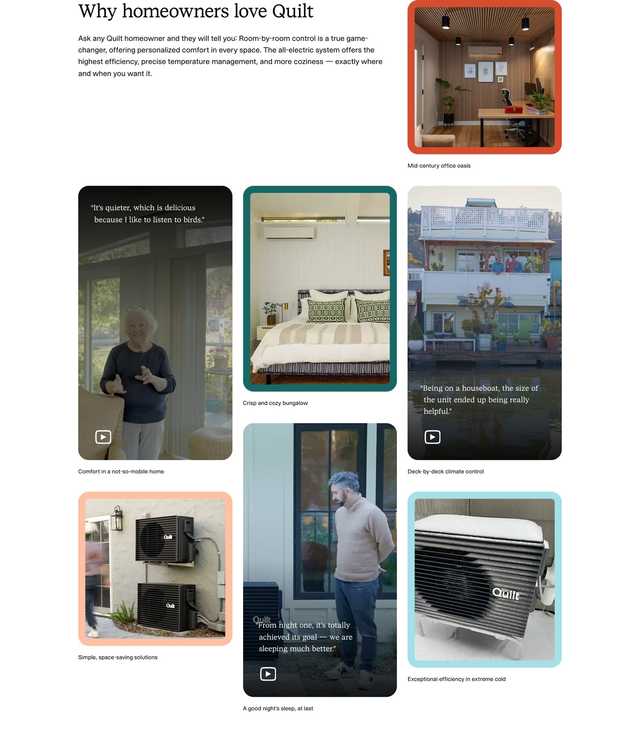 Why homeowners love Quilt
Ask any Quilt homeowner and they will tell you: Room-by-room control is a true game-
changer, offering personalized comfort in every space. The all-electric system offers the
highest efficiency, precise temperature management, and more coziness — exactly where
and when you want it.
Mid-century office oasis
"It's quieter, which is delicious
because I like to listen to birds."
Comfort in a not-so-mobile home
Crisp and cozy bungalow
"Being on a houseboat, the size of
the unit ended up being really
helpful."
Deck-by-deck climate control
Quilt
Quilt
Simple, space-saving solutions
Quilt
"From night one, it's totally
achieved its goal — we are
sleeping much better."
A good night's sleep, at last
Quilt
Exceptional efficiency in extreme cold